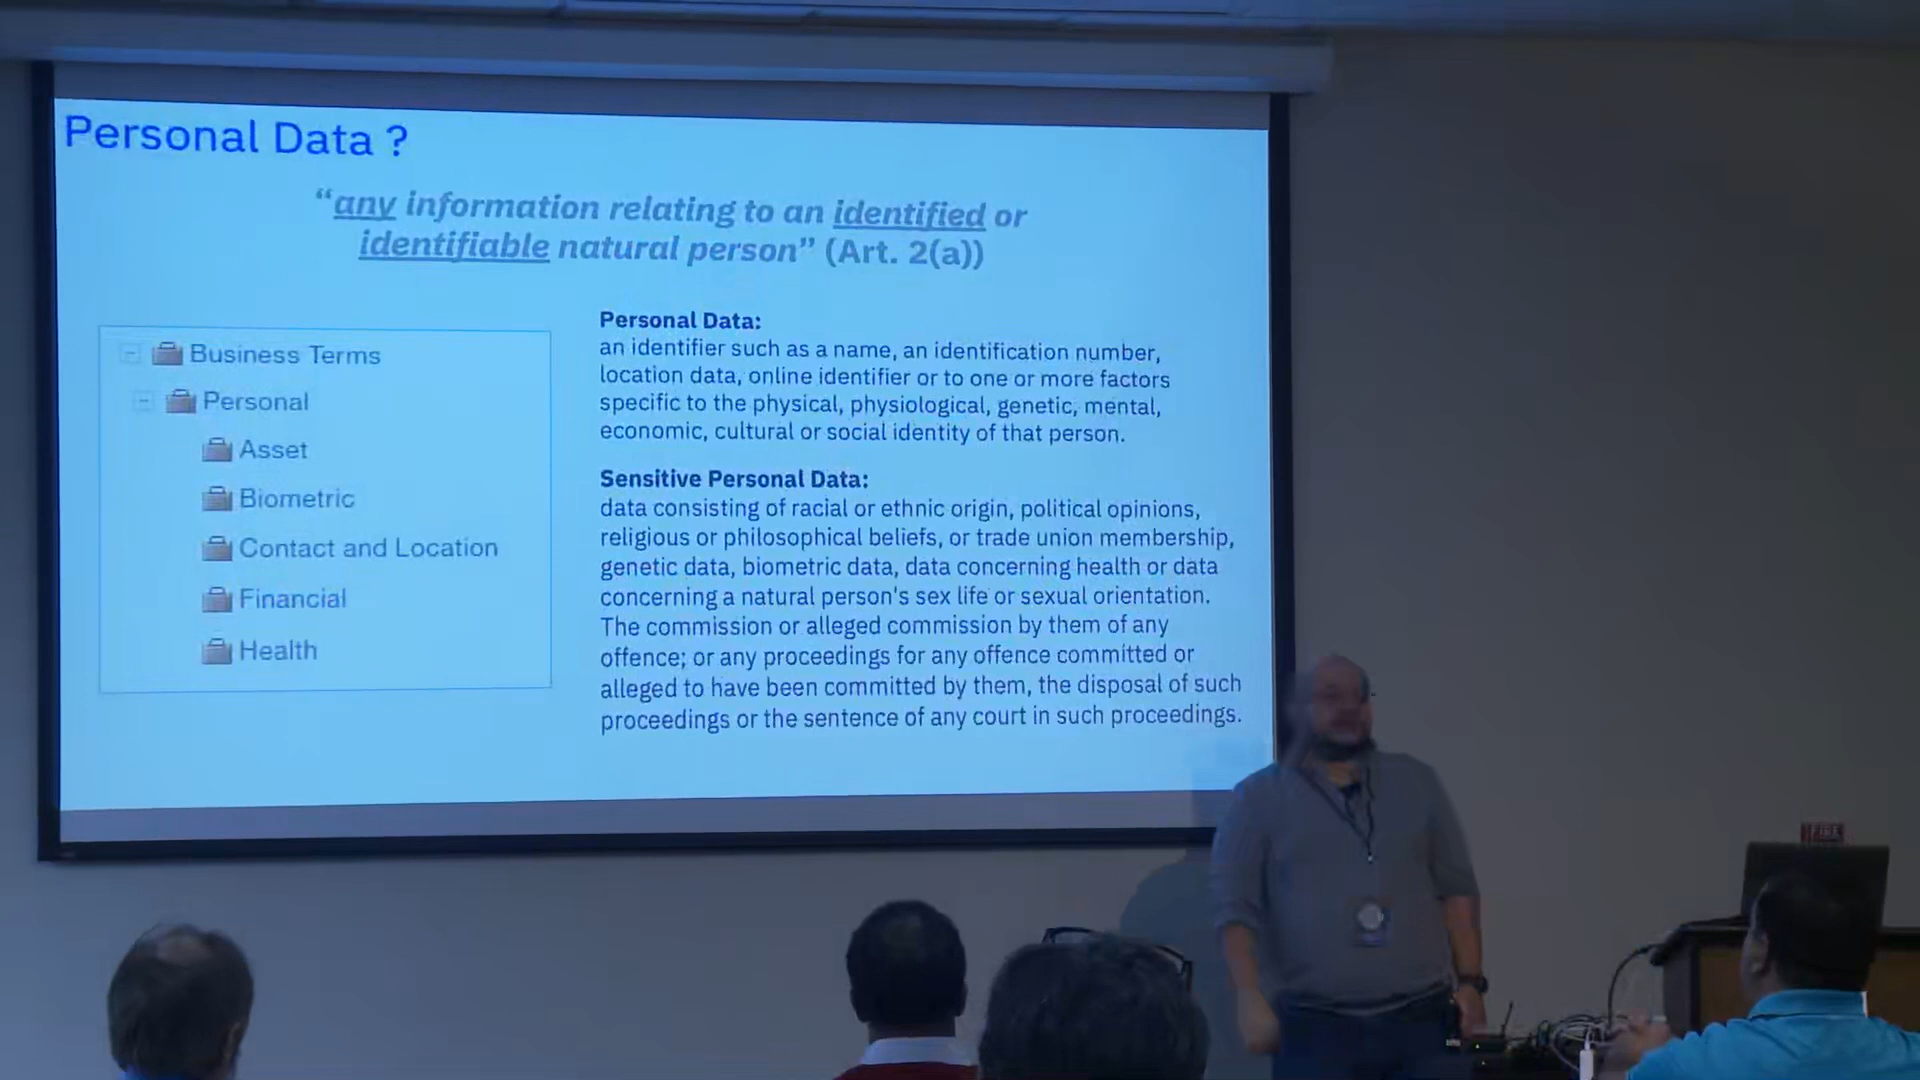 Personal Data ?
“any information relating to an identified or
identifiable natural person” (Art. 2(a))
Business Terms
Personal
Asset
Biometric
Contact and Location
Financial
Health
Personal Data:
an identifier such as a name, an identification number,
location data, online identifier or to one or more factors
specific to the physical, physiological, genetic, mental,
economic, cultural or social identity of that person.
Sensitive Personal Data:
data consisting of racial or ethnic origin, political opinions,
religious or philosophical beliefs, or trade union membership,
genetic data, biometric data, data concerning health or data
concerning a natural person's sex life or sexual orientation.
The commission or alleged commission by them of any
offence; or any proceedings for any offence committed or
alleged to have been committed by them, the disposal of such
proceedings or the sentence of any court in such proceedings.
FIRE